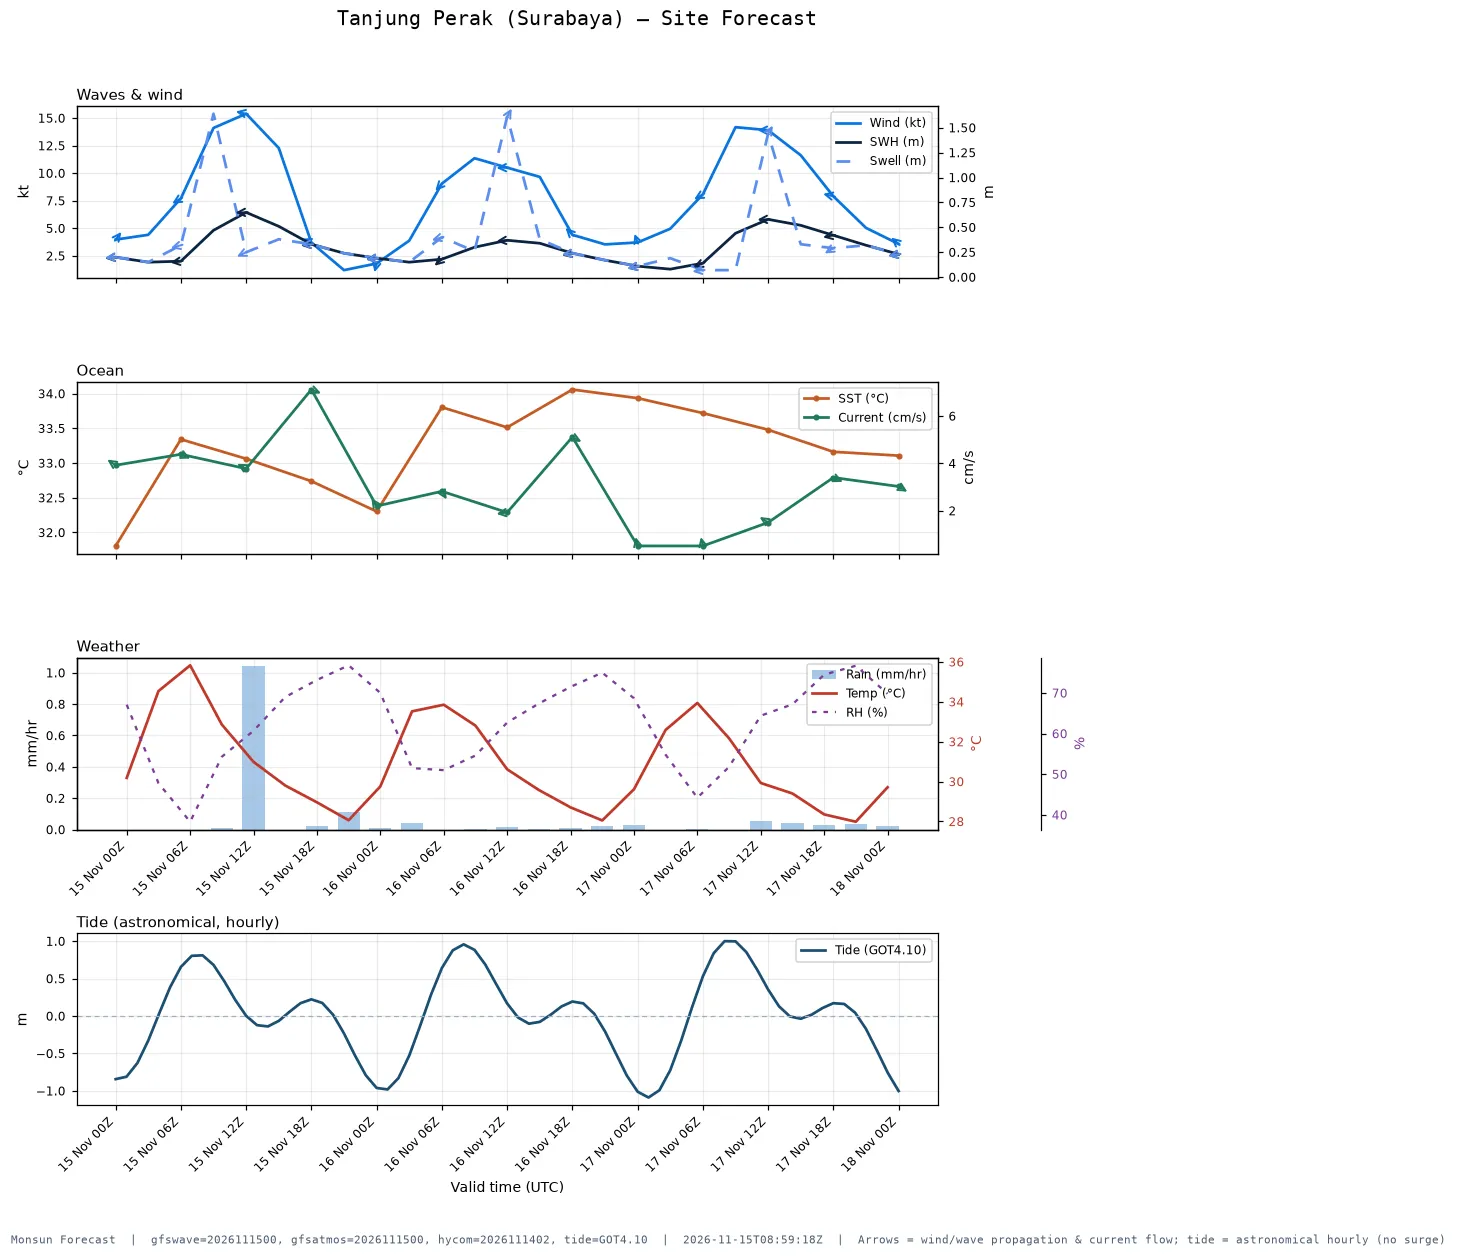 Tanjung Perak (Surabaya) — Site Forecast
Waves & wind
15.0
12.5
10.0
7.5
5.0
2.5
kt
1.50
1.25
1.00
0.75
0.50
0.25
0.00
m
Wind (kt)
SWH (m)
Swell (m)
Ocean
34.0
33.5
33.0
32.5
32.0
°C
6
4
2
cm/s
SST (°C)
Current (cm/s)
Weather
1.0
0.8
0.6
0.4
0.2
0.0
mm/hr
36
34
32
30
28
°C
70
60
50
40
%
Rain (mm/hr)
Temp (°C)
RH (%)
15 Nov 00Z
15 Nov 06Z
15 Nov 12Z
15 Nov 18Z
16 Nov 00Z
16 Nov 06Z
16 Nov 12Z
16 Nov 18Z
17 Nov 00Z
17 Nov 06Z
17 Nov 12Z
17 Nov 18Z
18 Nov 00Z
Tide (astronomical, hourly)
1.0
0.5
0.0
−0.5
−1.0
m
Tide (GOT4.10)
15 Nov 00Z
15 Nov 06Z
15 Nov 12Z
15 Nov 18Z
16 Nov 00Z
16 Nov 06Z
16 Nov 12Z
16 Nov 18Z
17 Nov 00Z
17 Nov 06Z
17 Nov 12Z
17 Nov 18Z
18 Nov 00Z
Valid time (UTC)
Monsun Forecast | gfswave=2026111500, gfsatmos=2026111500, hycom=2026111402, tide=GOT4.10 | 2026-11-15T08:59:18Z | Arrows = wind/wave propagation & current flow; tide = astronomical hourly (no surge)